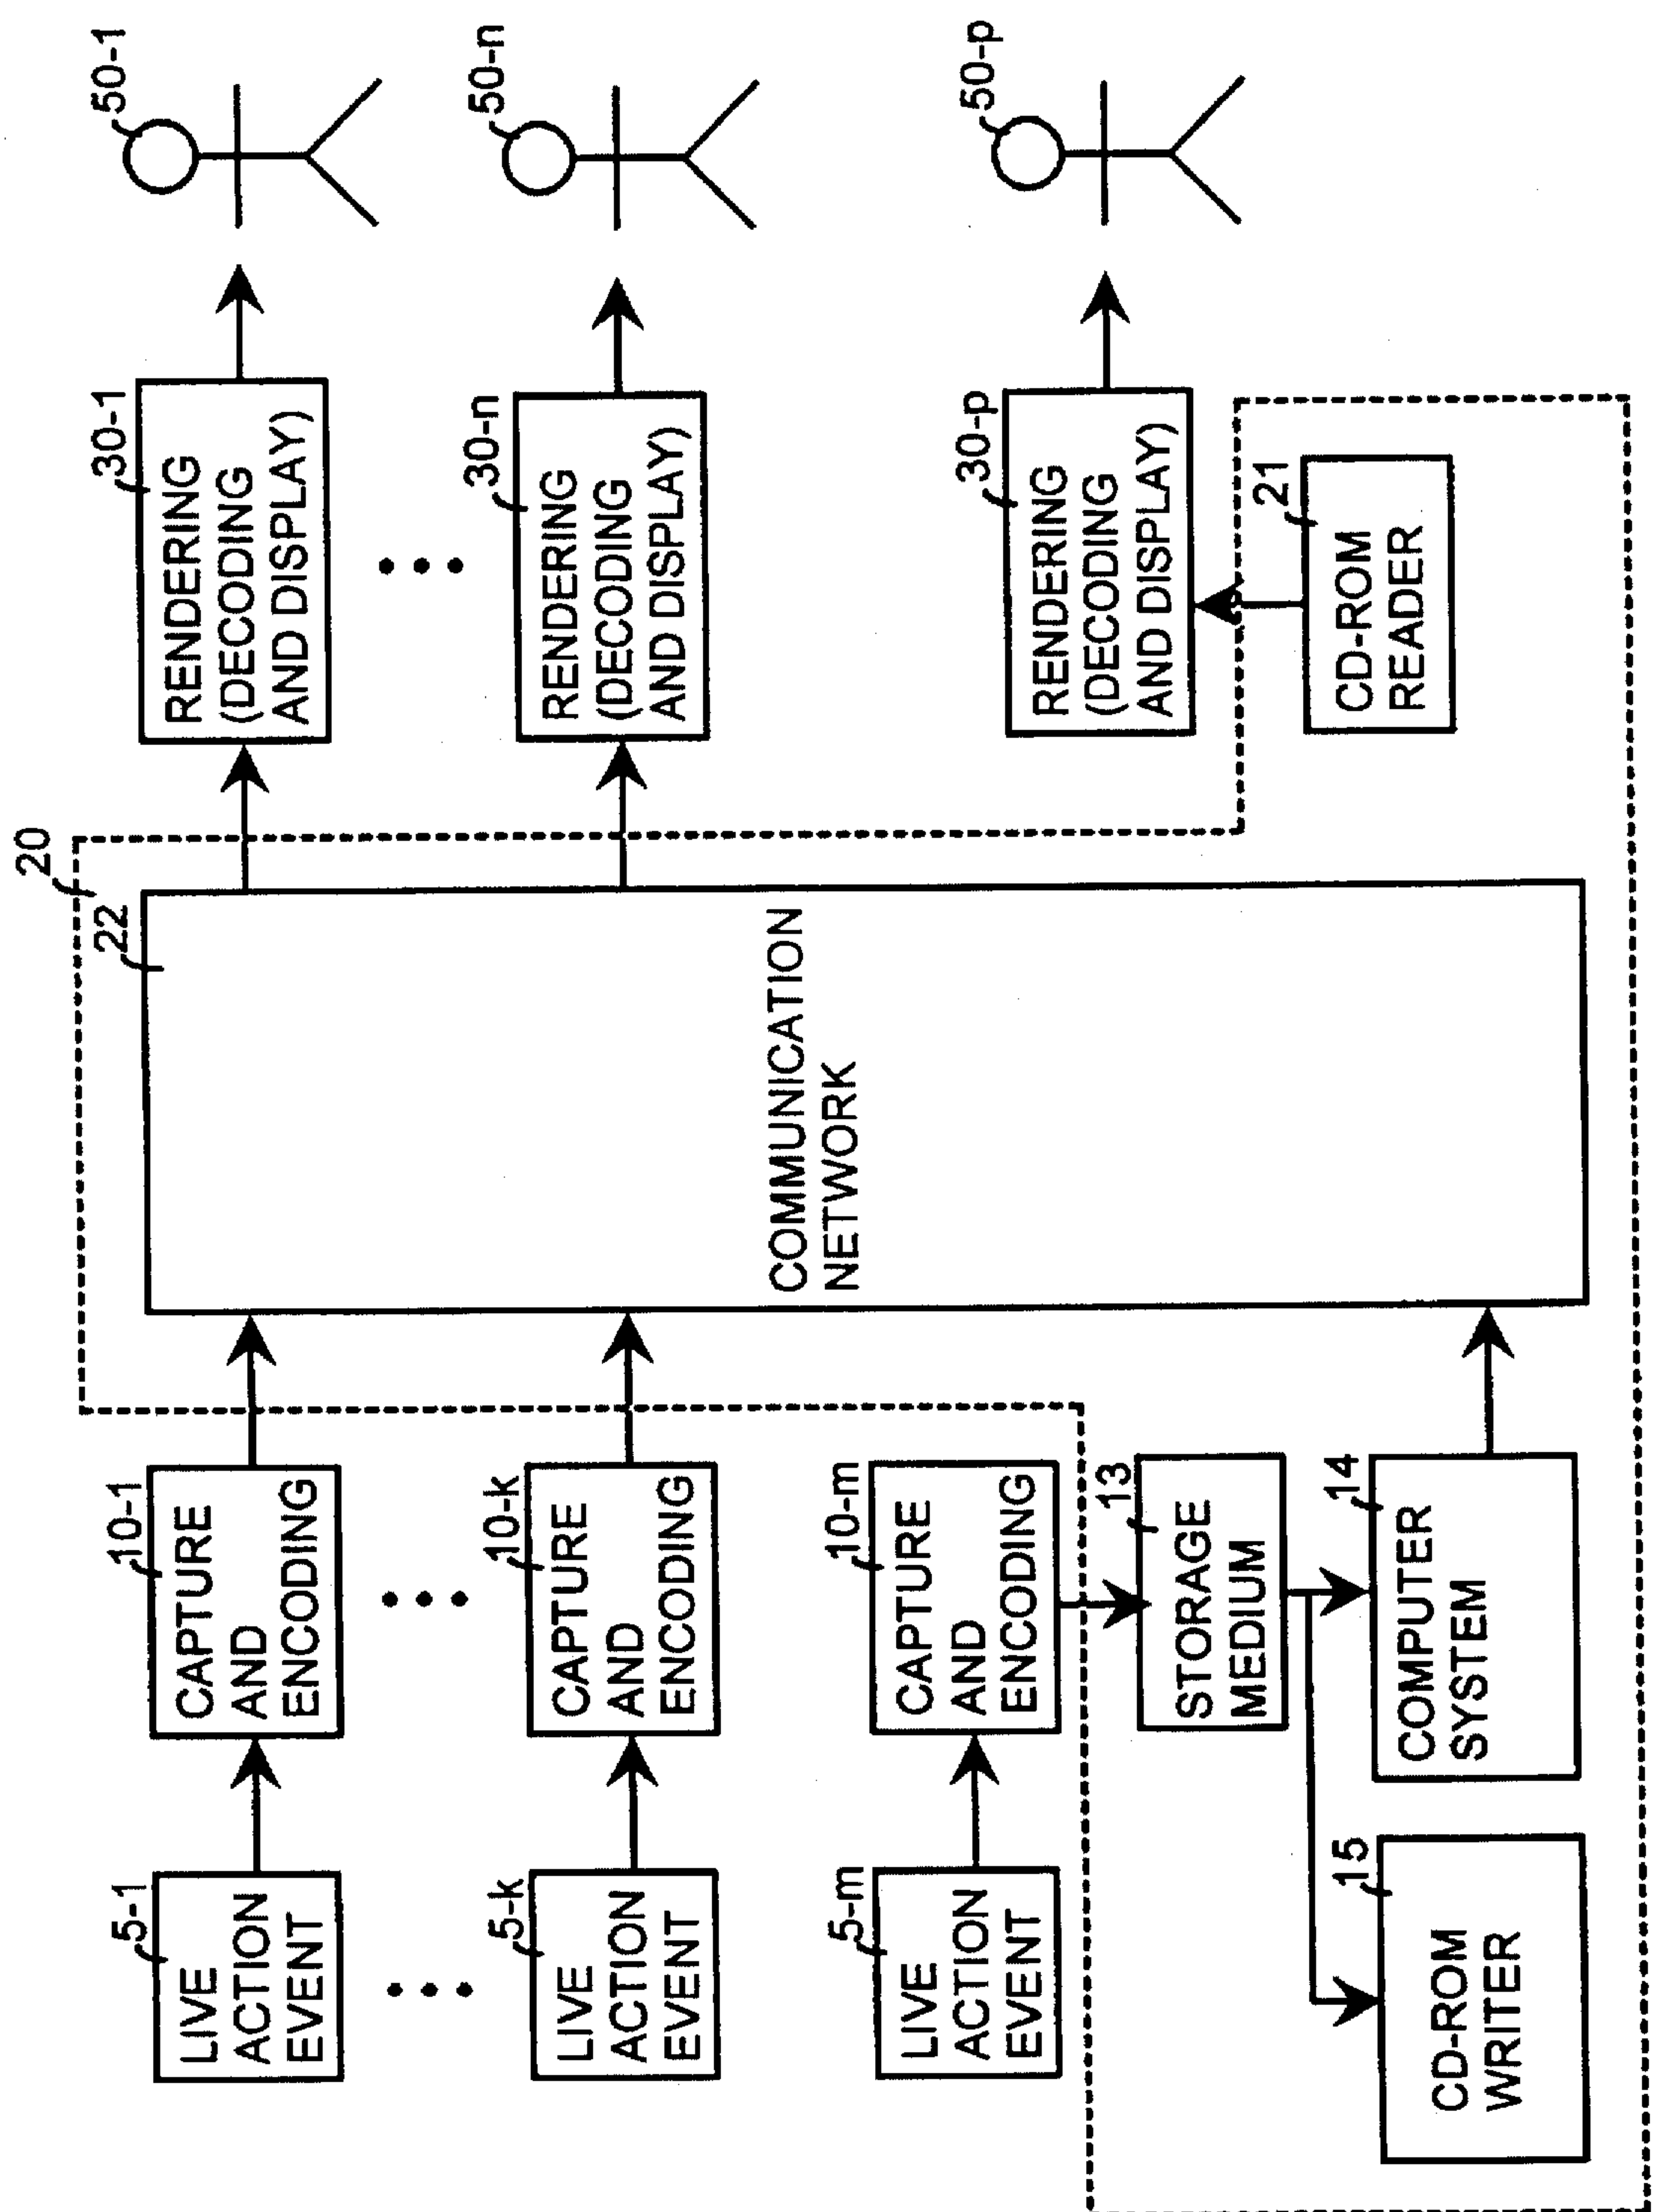 5-1
LIVE
ACTION
EVENT
10-1
CAPTURE
AND
ENCODING
20
22
COMMUNICATION
NETWORK
30-1
RENDERING
(DECODING
AND DISPLAY)
50-1
5-k
LIVE
ACTION
EVENT
10-k
CAPTURE
AND
ENCODING
30-n
RENDERING
(DECODING
AND DISPLAY)
50-n
5-m
LIVE
ACTION
EVENT
10-m
CAPTURE
AND
ENCODING
30-p
RENDERING
(DECODING
AND DISPLAY)
50-p
13
STORAGE
MEDIUM
21
CD-ROM
READER
15
CD-ROM
WRITER
14
COMPUTER
SYSTEM